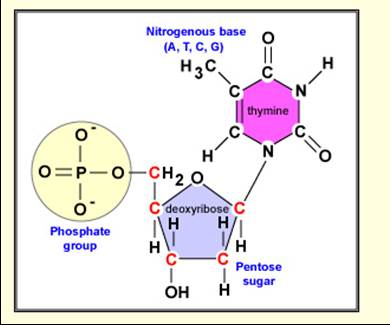 Nitrogenous base
(A, T, C, G)
O
H3C
C
H
C
N
thymine
C
C
H
N
O
O-
O
P
O
CH2
O
O-
C
deoxyribose
C
H
H
H
H
Phosphate
group
C
C
Pentose
sugar
OH
H